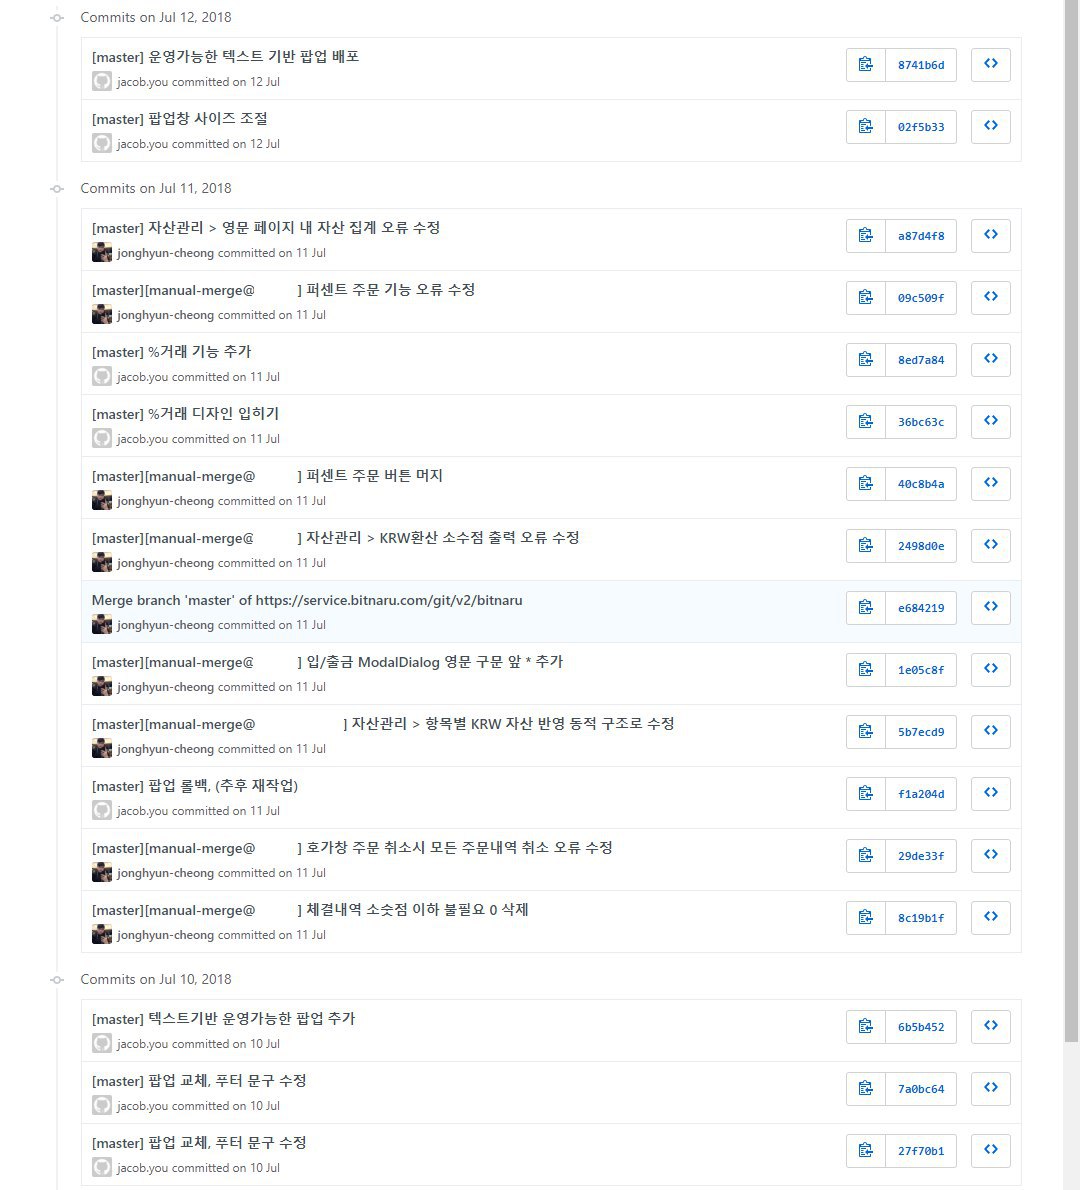 Commits on Jul 12, 2018
[master] 운영가능한 텍스트 기반 팝업 배포
jacob.you committed on 12 Jul
8741b6d
[master] 팝업창 사이즈 조절
jacob.you committed on 12 Jul
02f5b33
Commits on Jul 11, 2018
[master] 자산관리 > 영문 페이지 내 자산 집계 오류 수정
jonghyun-cheong committed on 11 Jul
a87d4f8
[master][manual-merge@ ] 퍼센트 주문 기능 오류 수정
jonghyun-cheong committed on 11 Jul
09c509f
[master] %거래 기능 추가
jacob.you committed on 11 Jul
8ed7a84
[master] %거래 디자인 입히기
jacob.you committed on 11 Jul
36bc63c
[master][manual-merge@ ] 퍼센트 주문 버튼 머지
jonghyun-cheong committed on 11 Jul
40c8b4a
[master][manual-merge@ ] 자산관리 > KRW환산 소수점 출력 오류 수정
jonghyun-cheong committed on 11 Jul
2498d0e
Merge branch 'master' of https://service.bitnaru.com/git/v2/bitnaru
jonghyun-cheong committed on 11 Jul
e684219
[master][manual-merge@ ] 입/출금 ModalDialog 영문 구문 앞 * 추가
jonghyun-cheong committed on 11 Jul
1e05c8f
[master][manual-merge@ ] 자산관리 > 항목별 KRW 자산 반영 동적 구조로 수정
jonghyun-cheong committed on 11 Jul
5b7ecd9
[master] 팝업 롤백, (추후 재작업)
jacob.you committed on 11 Jul
f1a204d
[master][manual-merge@ ] 호가창 주문 취소시 모든 주문내역 취소 오류 수정
jonghyun-cheong committed on 11 Jul
29de33f
[master][manual-merge@ ] 체결내역 소숫점 이하 불필요 0 삭제
jonghyun-cheong committed on 11 Jul
8c19b1f
Commits on Jul 10, 2018
[master] 텍스트기반 운영가능한 팝업 추가
jacob.you committed on 10 Jul
6b5b452
[master] 팝업 교체, 푸터 문구 수정
jacob.you committed on 10 Jul
7a0bc64
[master] 팝업 교체, 푸터 문구 수정
jacob.you committed on 10 Jul
27f70b1